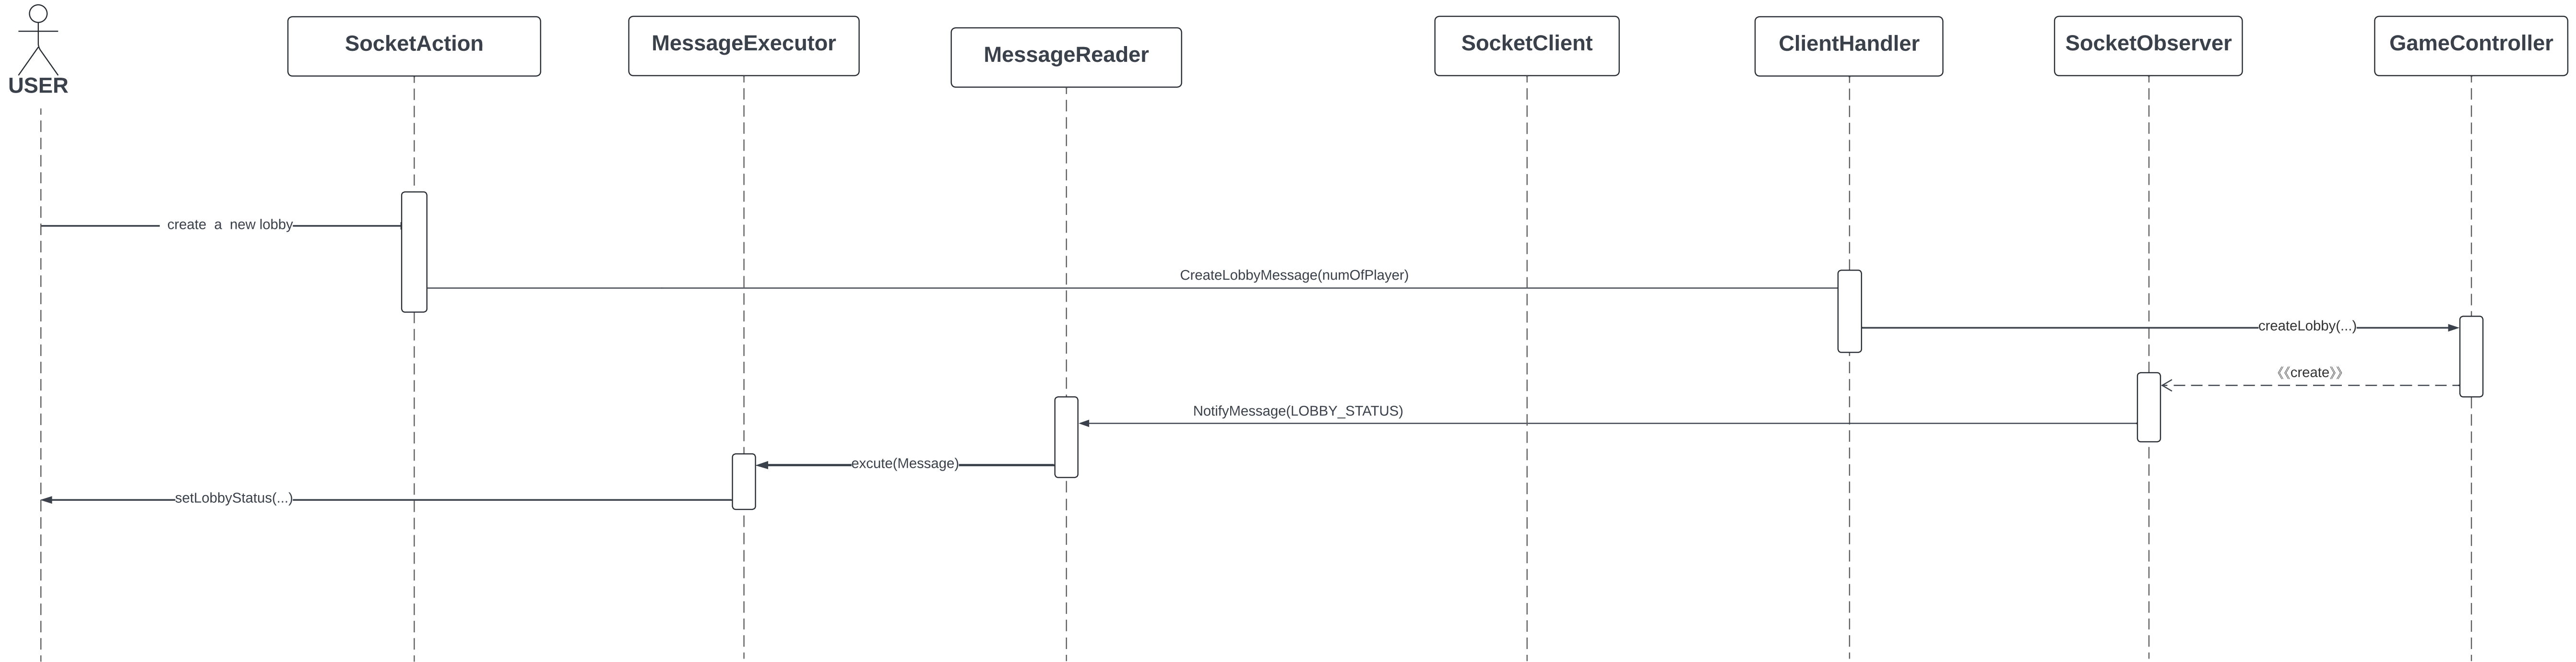 USER
SocketAction
MessageExecutor
MessageReader
SocketClient
ClientHandler
SocketObserver
GameController
create a new lobby
CreateLobbyMessage(numOfPlayer)
createLobby(...)
《《create》》
NotifyMessage(LOBBY_STATUS)
excute(Message)
setLobbyStatus(...)